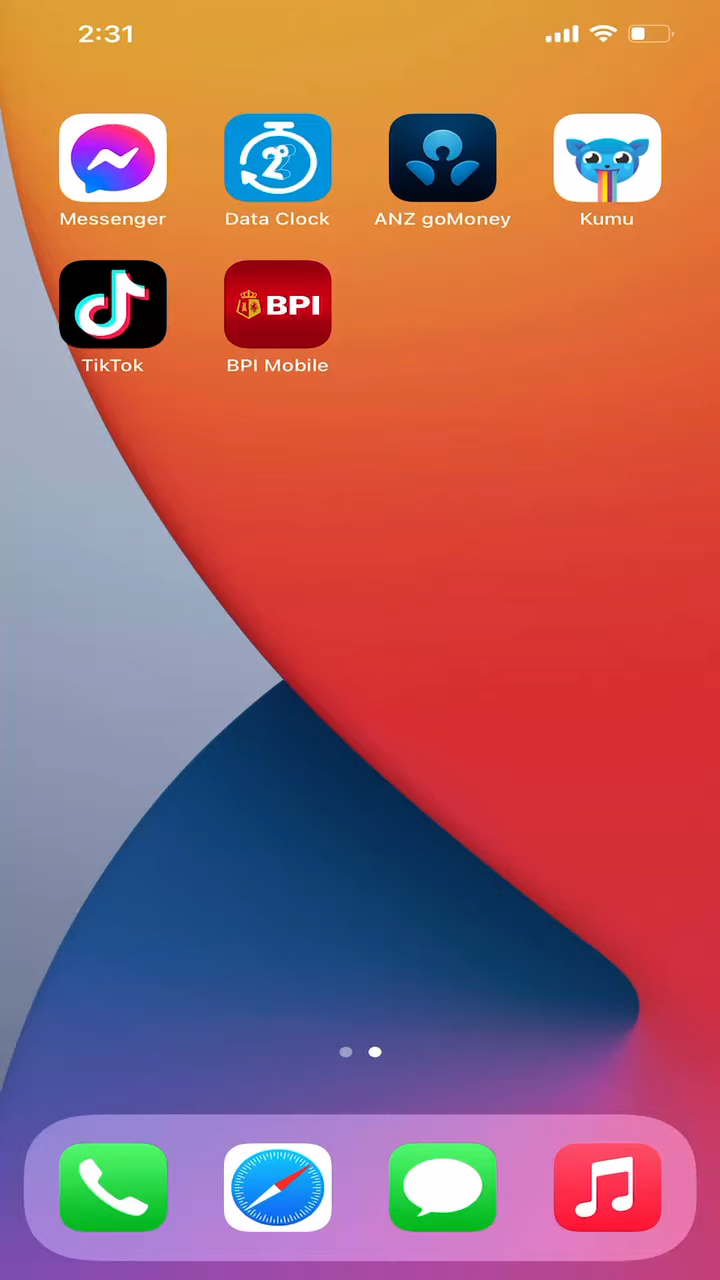 2:31
Messenger
Data Clock
ANZ goMoney
Kumu
BPI
TikTok
BPI Mobile